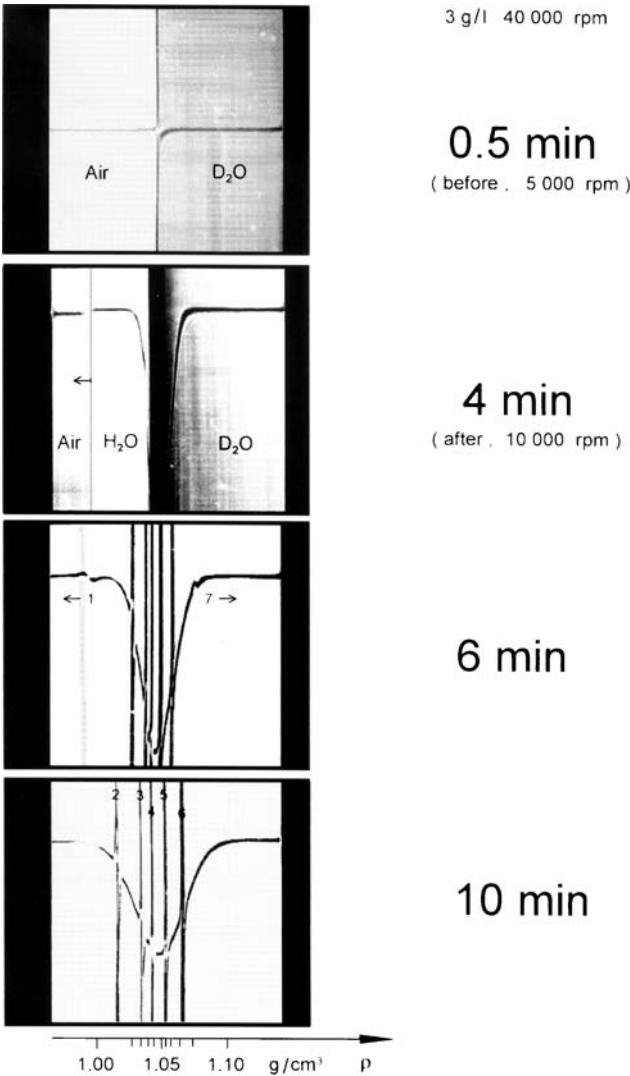 3 g/l 40 000 rpm
Air
D₂O
0.5 min
( before , 5 000 rpm )
Air
H₂O
D₂O
4 min
( after , 10 000 rpm )
← 1
7 →
6 min
2 3 4 5 6
10 min
1.00 1.05 1.10 g/cm³ ρ